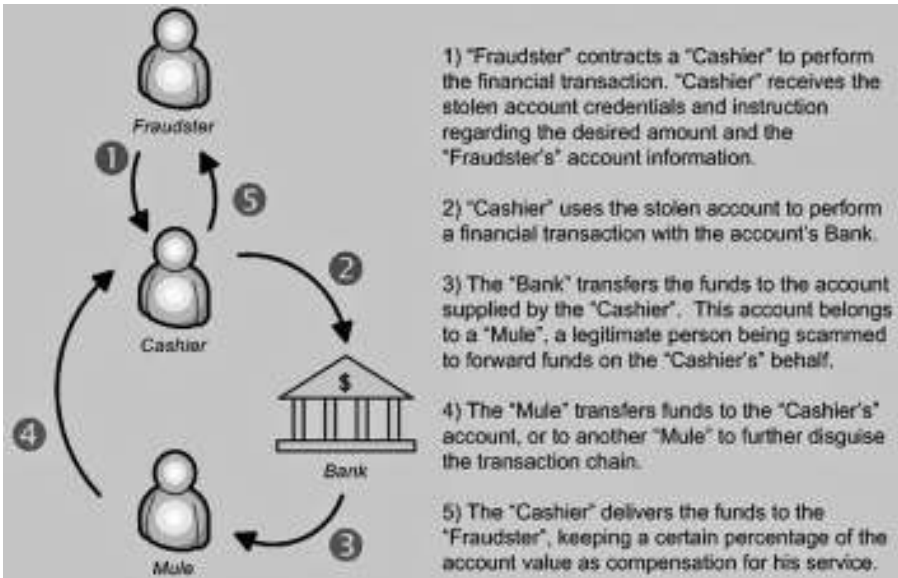 Fraudster
1
5
Cashier
2
4
$
Bank
3
Mule
1) "Fraudster" contracts a "Cashier" to perform
the financial transaction. "Cashier" receives the
stolen account credentials and instruction
regarding the desired amount and the
"Fraudster's" account information.
2) "Cashier" uses the stolen account to perform
a financial transaction with the account's Bank.
3) The "Bank" transfers the funds to the account
supplied by the "Cashier". This account belongs
to a "Mule", a legitimate person being scammed
to forward funds on the "Cashier's" behalf.
4) The "Mule" transfers funds to the "Cashier's"
account, or to another "Mule" to further disguise
the transaction chain.
5) The "Cashier" delivers the funds to the
"Fraudster", keeping a certain percentage of the
account value as compensation for his service.